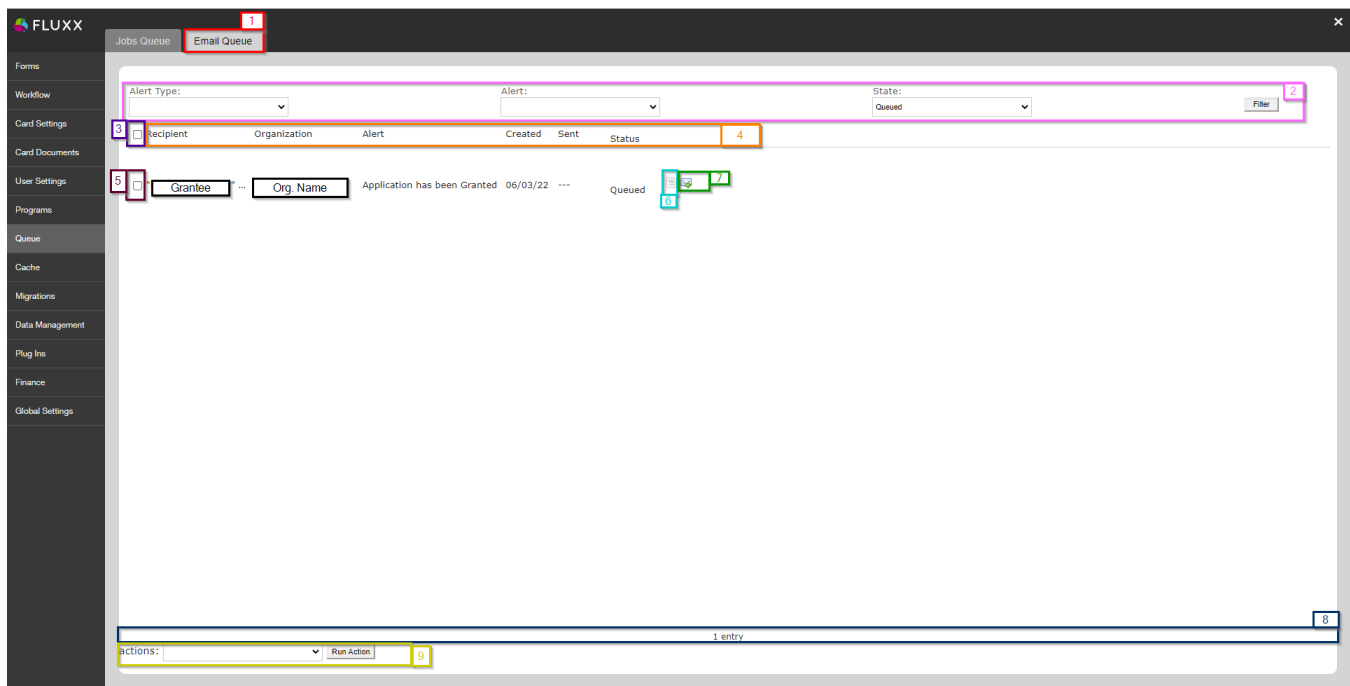 FLUXX
1
×
Jobs Queue Email Queue
Forms
Workflow
Card Settings
Card Documents
User Settings
Programs
Queue
Cache
Migrations
Data Management
Plug Ins
Finance
Global Settings
Alert Type: Alert: State: 2
Queued Filter
3 Recipient Organization Alert Created Sent Status 4
5 " Grantee " ... Org. Name Application has been Granted 06/03/22 --- Queued 7
6
8
1 entry
actions: Run Action 9